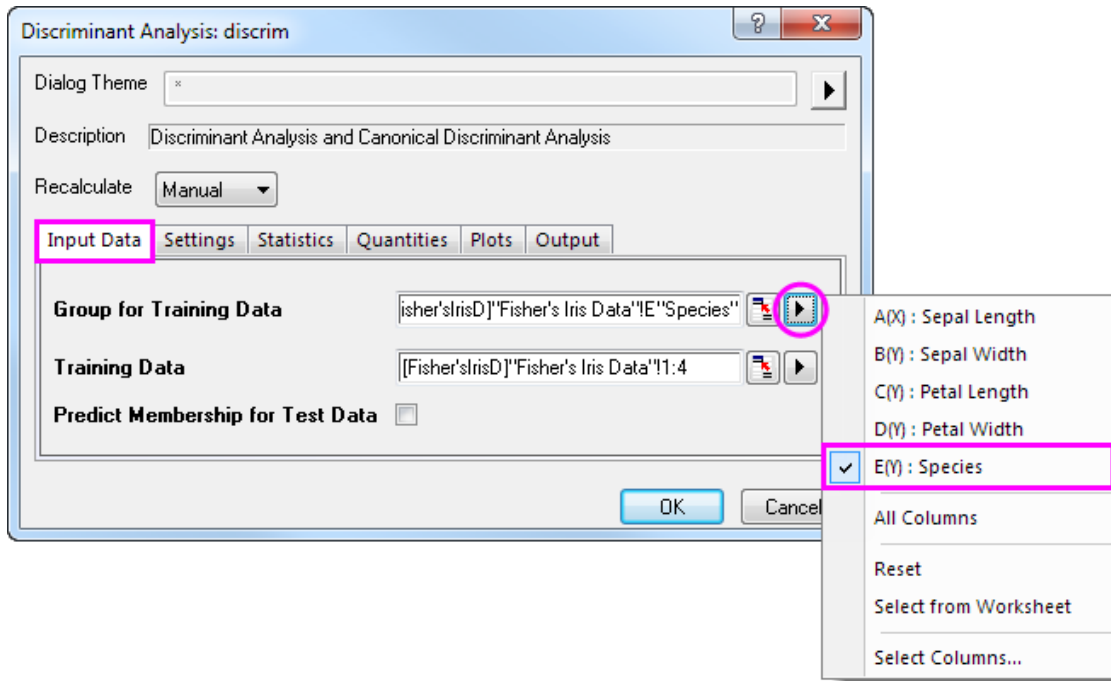 Discriminant Analysis: discrim
Dialog Theme *
Description Discriminant Analysis and Canonical Discriminant Analysis
Recalculate Manual
Input Data Settings Statistics Quantities Plots Output
Group for Training Data isher'sIrisD]"Fisher's Iris Data"!E"Species"
Training Data [Fisher'sIrisD]"Fisher's Iris Data"!1:4
Predict Membership for Test Data
OK Cancel
A(X) : Sepal Length
B(Y) : Sepal Width
C(Y) : Petal Length
D(Y) : Petal Width
E(Y) : Species
All Columns
Reset
Select from Worksheet
Select Columns...